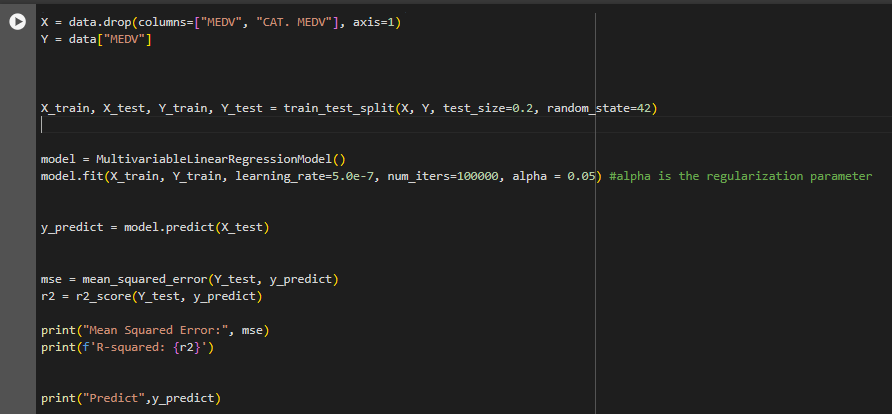 X = data.drop(columns=["MEDV", "CAT. MEDV"], axis=1)
Y = data["MEDV"]
X_train, X_test, Y_train, Y_test = train_test_split(X, Y, test_size=0.2, random_state=42)
model = MultivariableLinearRegressionModel()
model.fit(X_train, Y_train, learning_rate=5.0e-7, num_iters=100000, alpha = 0.05) #alpha is the regularization parameter
y_predict = model.predict(X_test)
mse = mean_squared_error(Y_test, y_predict)
r2 = r2_score(Y_test, y_predict)
print("Mean Squared Error:", mse)
print(f'R-squared: {r2}')
print("Predict",y_predict)